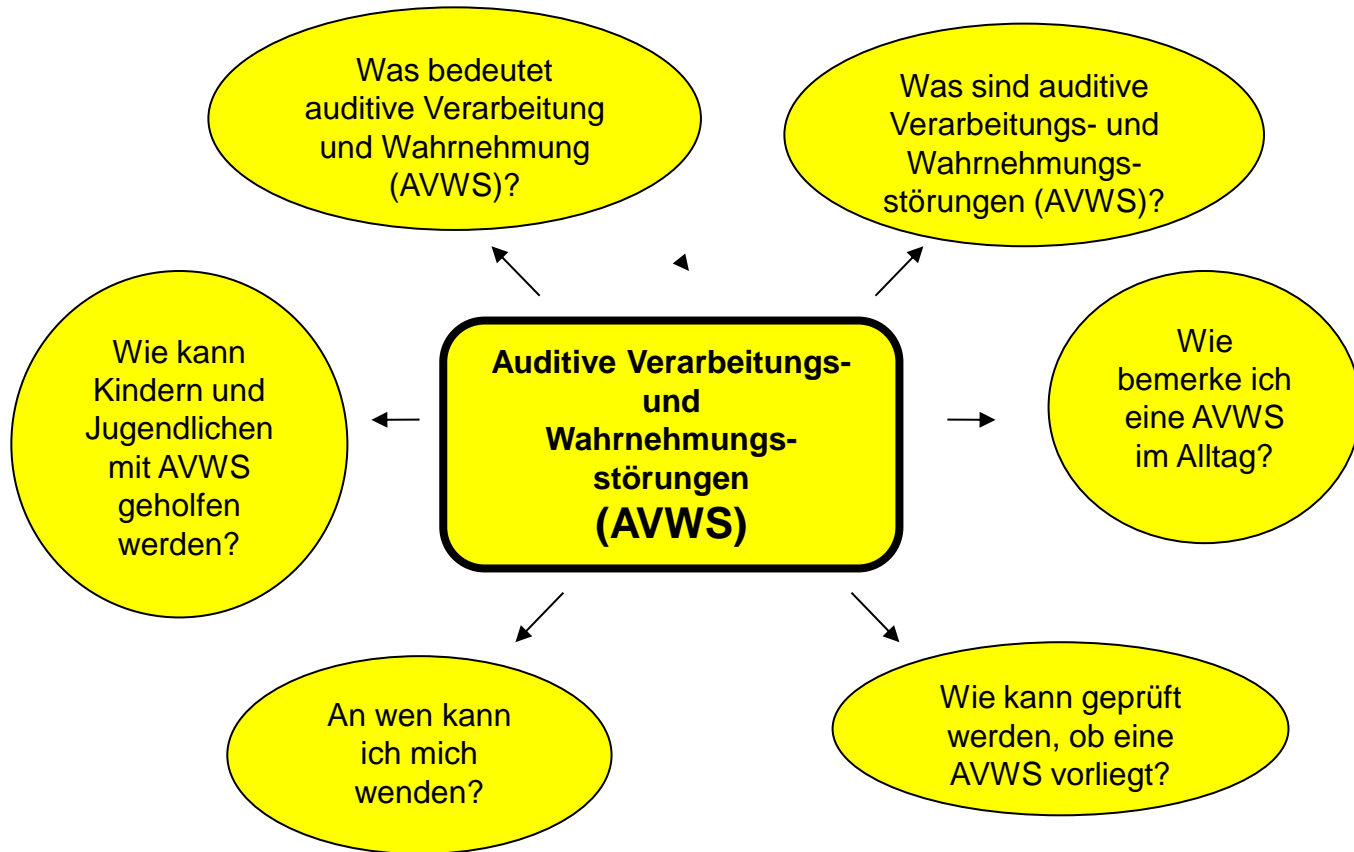 Was bedeutet
auditive Verarbeitung
und Wahrnehmung
(AVWS)?
Was sind auditive
Verarbeitungs- und
Wahrnehmungs-
störungen (AVWS)?
Wie kann
Kindern und
Jugendlichen
mit AVWS
geholfen
werden?
Auditive Verarbeitungs-
und
Wahrnehmungs-
störungen
(AVWS)
Wie
bemerke ich
eine AVWS
im Alltag?
An wen kann
ich mich
wenden?
Wie kann geprüft
werden, ob eine
AVWS vorliegt?